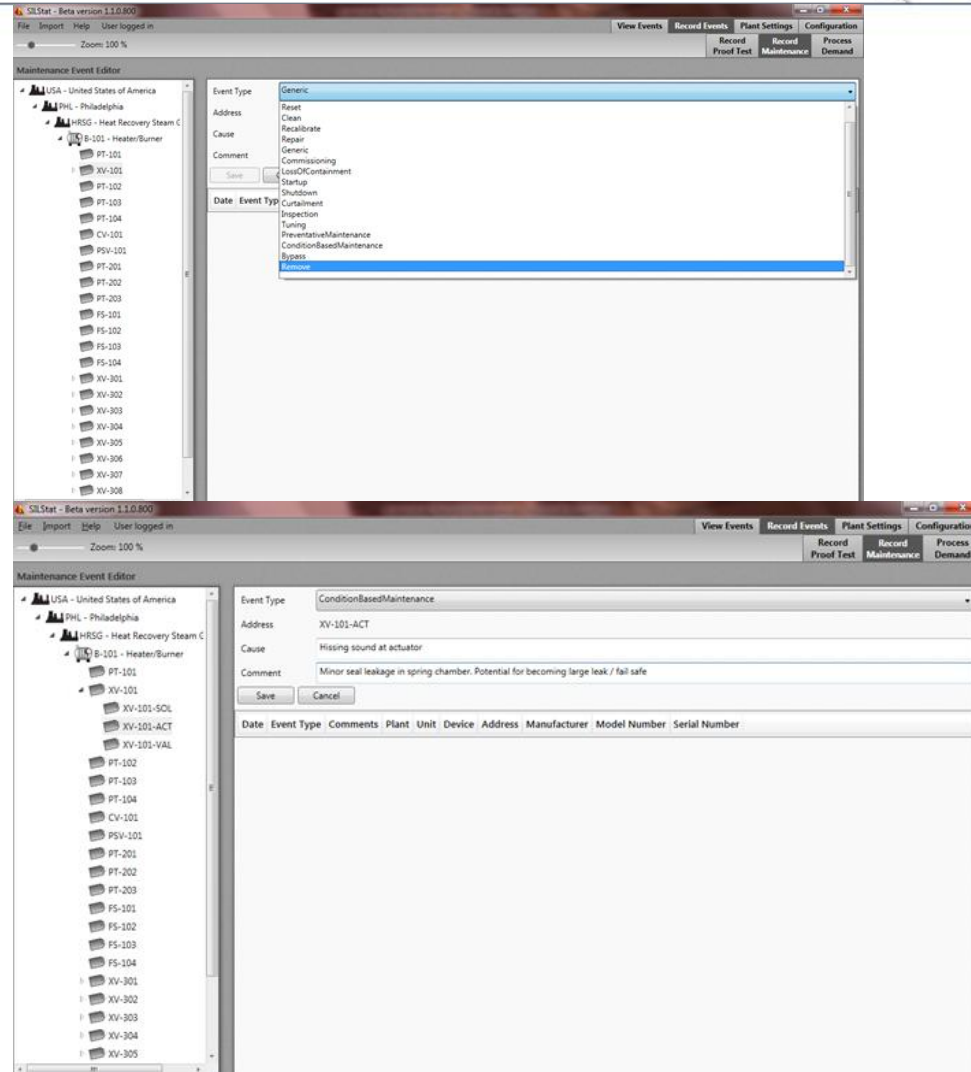 SILStat - Beta version 1.1.0.800
File Import Help User logged in
View Events Record Events Plant Settings Configuration
Zoom: 100 %
Record Proof Test Record Maintenance Process Demand
Maintenance Event Editor
USA - United States of America
PHL - Philadelphia
HRSG - Heat Recovery Steam C
B-101 - Heater/Burner
PT-101
XV-101
PT-102
PT-103
PT-104
CV-101
PSV-101
PT-201
PT-202
PT-203
FS-101
FS-102
FS-103
FS-104
XV-301
XV-302
XV-303
XV-304
XV-305
XV-306
XV-307
XV-308
Event Type Generic
Address
Cause
Comment
Save C
Date Event Typ
Reset
Clean
Recalibrate
Repair
Generic
Commissioning
LossOfContainment
Startup
Shutdown
Curtailment
Inspection
Tuning
PreventativeMaintenance
ConditionBasedMaintenance
Bypass
Remove
SILStat - Beta version 1.1.0.800
File Import Help User logged in
View Events Record Events Plant Settings Configuration
Zoom: 100 %
Record Proof Test Record Maintenance Process Demand
Maintenance Event Editor
USA - United States of America
PHL - Philadelphia
HRSG - Heat Recovery Steam C
B-101 - Heater/Burner
PT-101
XV-101
XV-101-SOL
XV-101-ACT
XV-101-VAL
PT-102
PT-103
PT-104
CV-101
PSV-101
PT-201
PT-202
PT-203
FS-101
FS-102
FS-103
FS-104
XV-301
XV-302
XV-303
XV-304
XV-305
Event Type ConditionBasedMaintenance
Address XV-101-ACT
Cause Hissing sound at actuator
Comment Minor seal leakage in spring chamber. Potential for becoming large leak / fail safe
Save Cancel
Date Event Type Comments Plant Unit Device Address Manufacturer Model Number Serial Number